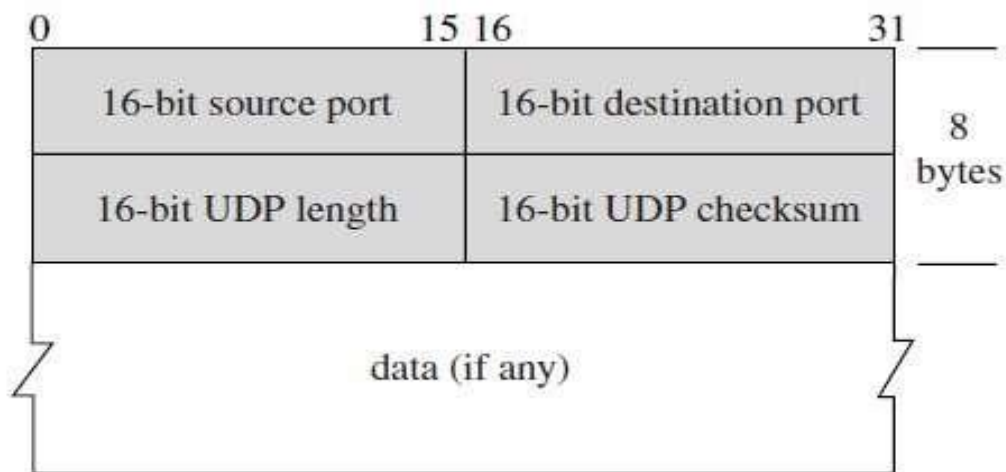 0 15 16 31
16-bit source port 16-bit destination port
8
bytes
16-bit UDP length 16-bit UDP checksum
data (if any)